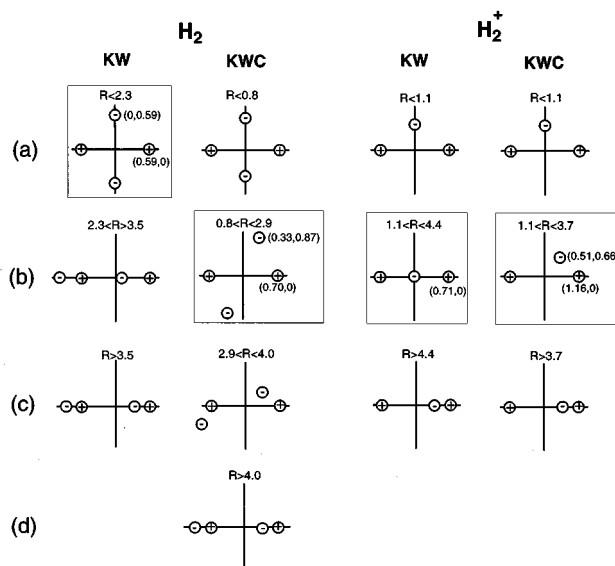 H2 H2+
KW KWC KW KWC
R<2.3 R<0.8 R<1.1 R<1.1
- (0,0.59) - - -
(a) + + + + + + + +
(0.59,0)
- -
2.3<R>3.5 0.8<R<2.9 1.1<R<4.4 1.1<R<3.7
- (0.33,0.87) - (0.51,0.66
(b) - + - + + + + - + + +
(0.70,0) (0.71,0) (1.16,0)
-
R>3.5 2.9<R<4.0 R>4.4 R>3.7
-
(c) - + - + + + + - + + - +
-
R>4.0
(d) - + - +